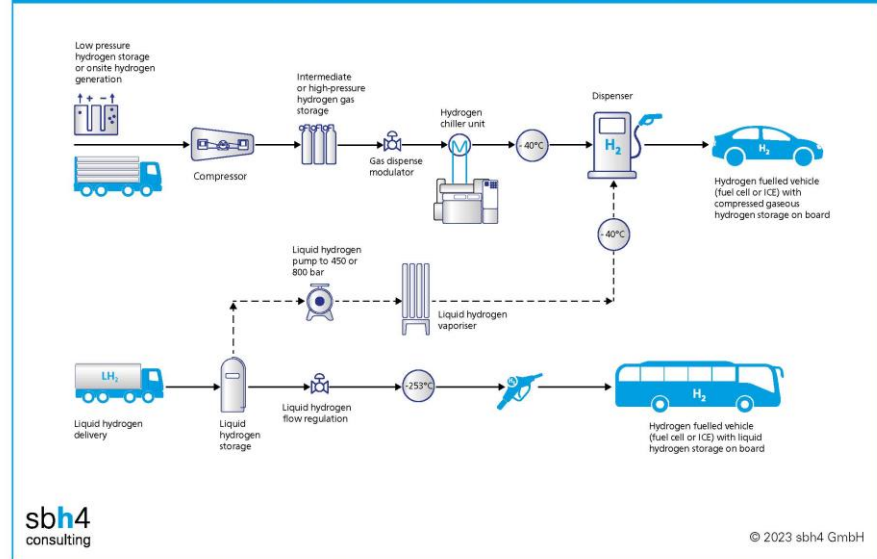 Low pressure
hydrogen storage
or onsite hydrogen
generation
+ −
Compressor
Intermediate
or high-pressure
hydrogen gas
storage
Gas dispense
modulator
Hydrogen
chiller unit
M
- 40°C
Dispenser
H₂
H₂
Hydrogen fuelled vehicle
(fuel cell or ICE) with
compressed gaseous
hydrogen storage on board
- 40°C
Liquid hydrogen
pump to 450 or
800 bar
Liquid hydrogen
vaporiser
LH₂
Liquid hydrogen
delivery
Liquid
hydrogen
storage
Liquid hydrogen
flow regulation
-253°C
H₂
H₂
Hydrogen fuelled vehicle
(fuel cell or ICE) with liquid
hydrogen storage on board
sbh4
consulting
© 2023 sbh4 GmbH